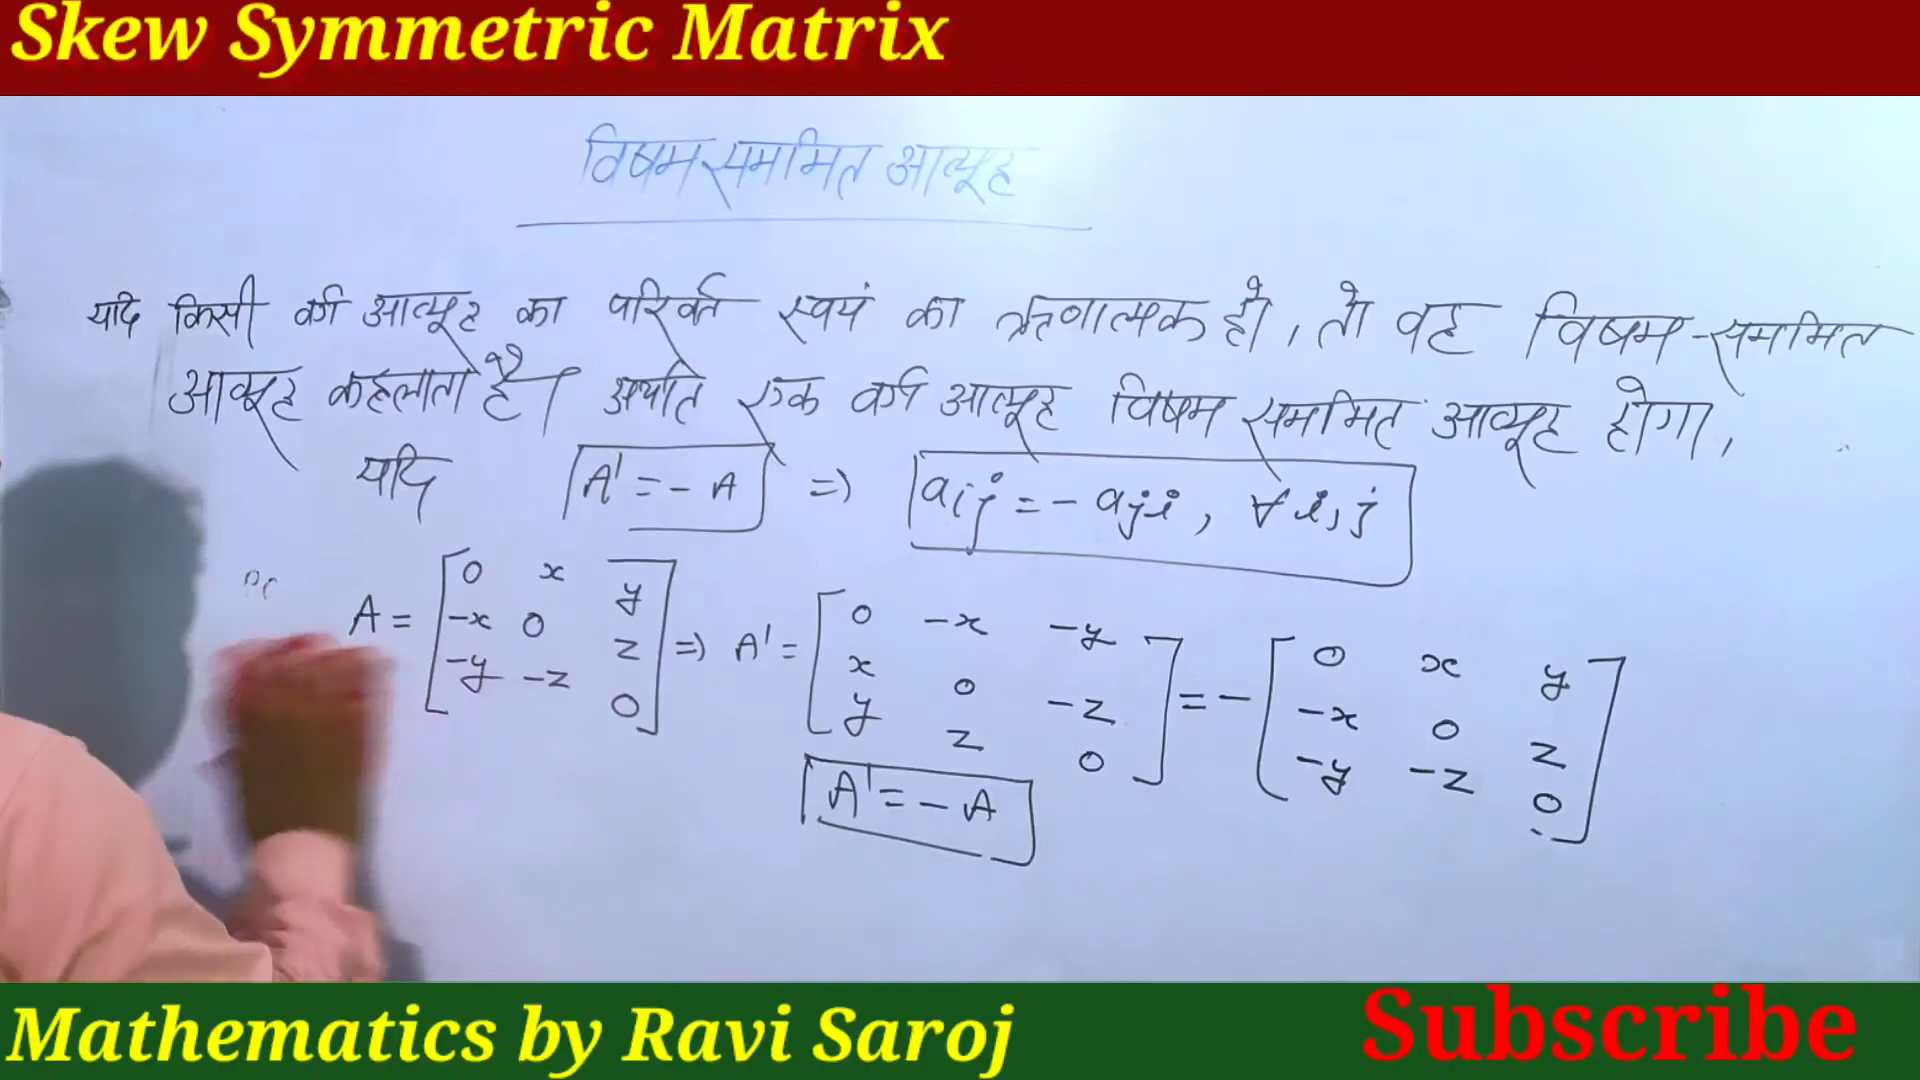 Skew Symmetric Matrix
विषम सममित आव्यूह
यदि किसी वर्ग आव्यूह का परिवर्त स्वयं का ऋणात्मक हो, तो वह विषम-सममित
आव्यूह कहलाता है। अर्थात एक वर्ग आव्यूह विषम सममित आव्यूह होगा,
यदि A' = - A => aij = - aji, ∀ i, j
A = [0 x y -x 0 z -y -z 0] => A' = [0 -x -y x 0 -z y z 0] = - [0 x y -x 0 z -y -z 0]
A' = - A
Mathematics by Ravi Saroj
Subscribe